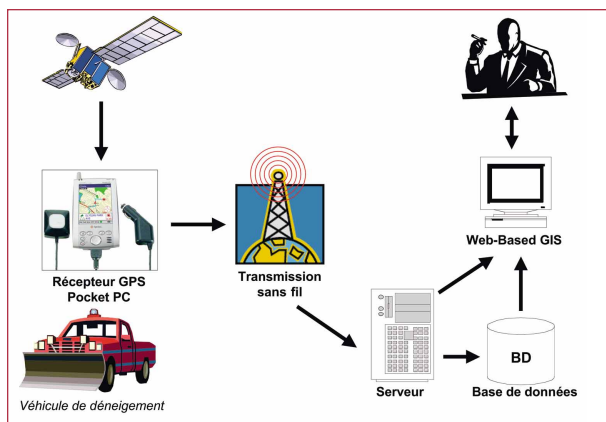 Récepteur GPS
Pocket PC
Véhicule de déneigement
Transmission
sans fil
Serveur
BD
Base de données
Web-Based GIS